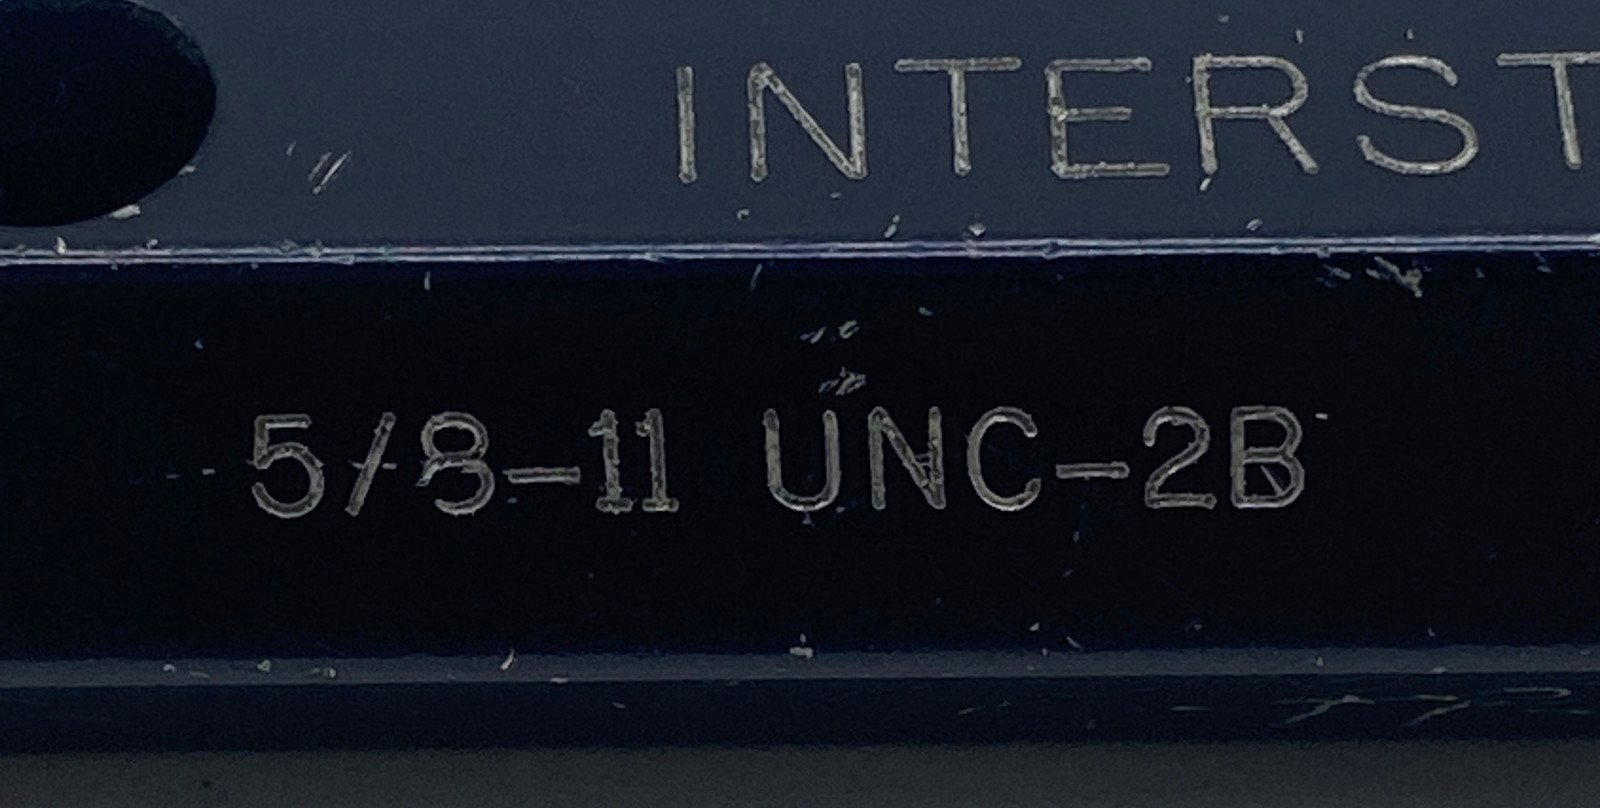 INTERST
5/8-11 UNC-2B